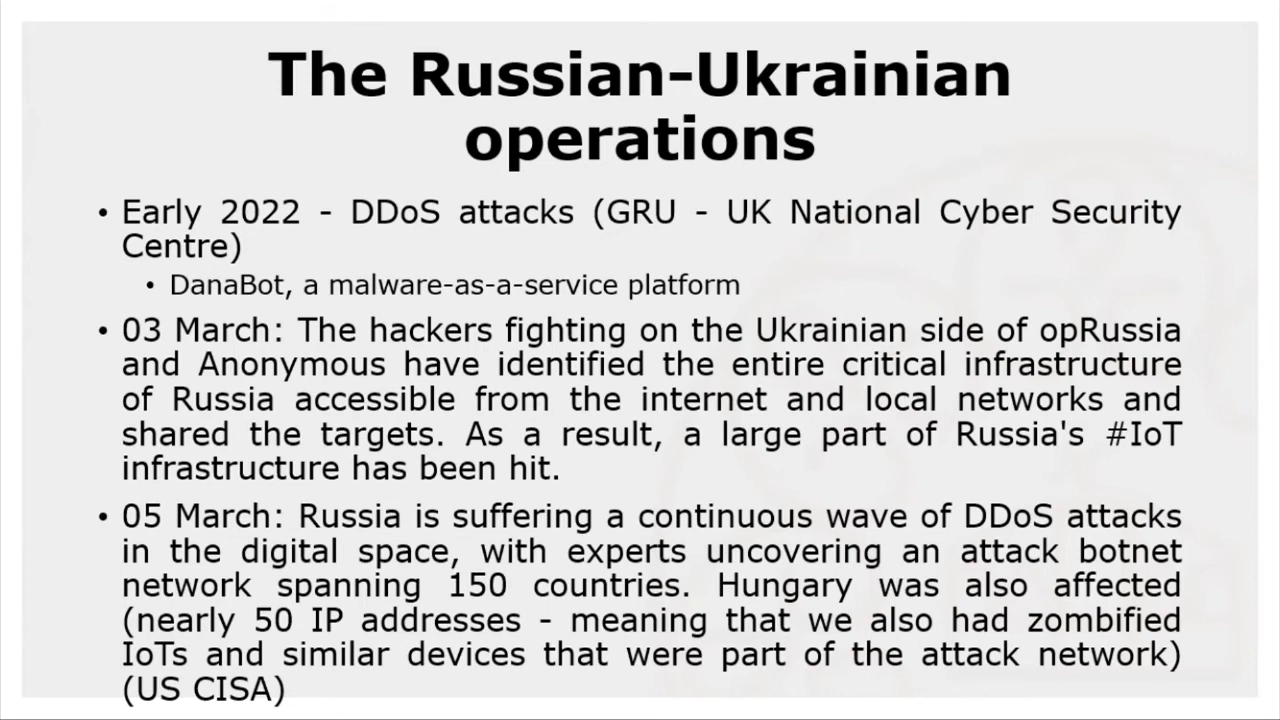 The Russian-Ukrainian
operations
• Early 2022 - DDoS attacks (GRU - UK National Cyber Security
Centre)
• DanaBot, a malware-as-a-service platform
• 03 March: The hackers fighting on the Ukrainian side of opRussia
and Anonymous have identified the entire critical infrastructure
of Russia accessible from the internet and local networks and
shared the targets. As a result, a large part of Russia's #IoT
infrastructure has been hit.
• 05 March: Russia is suffering a continuous wave of DDoS attacks
in the digital space, with experts uncovering an attack botnet
network spanning 150 countries. Hungary was also affected
(nearly 50 IP addresses - meaning that we also had zombified
IoTs and similar devices that were part of the attack network)
(US CISA)